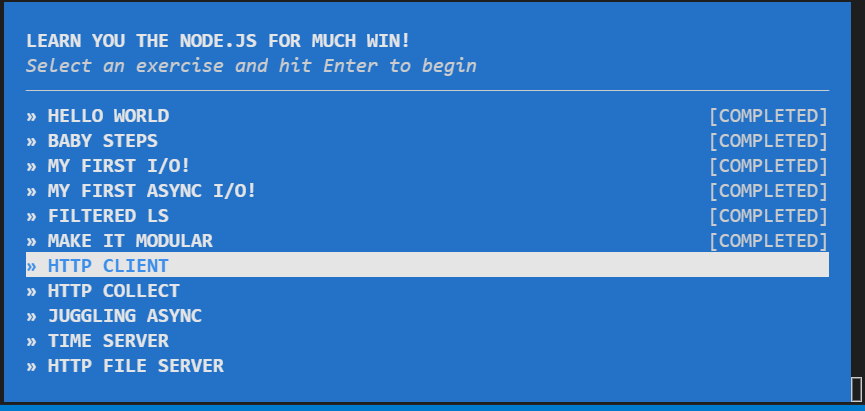 LEARN YOU THE NODE.JS FOR MUCH WIN!
Select an exercise and hit Enter to begin
» HELLO WORLD [COMPLETED]
» BABY STEPS [COMPLETED]
» MY FIRST I/O! [COMPLETED]
» MY FIRST ASYNC I/O! [COMPLETED]
» FILTERED LS [COMPLETED]
» MAKE IT MODULAR [COMPLETED]
» HTTP CLIENT
» HTTP COLLECT
» JUGGLING ASYNC
» TIME SERVER
» HTTP FILE SERVER